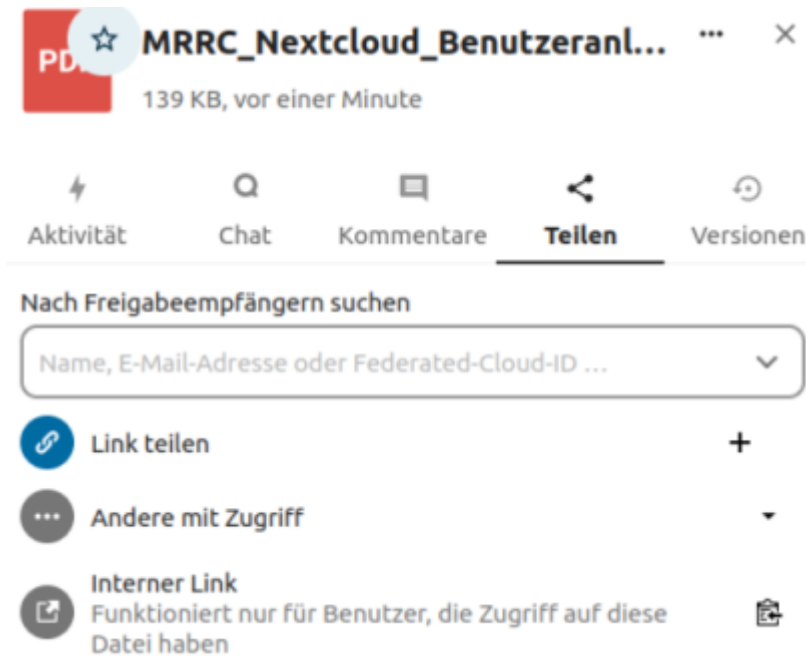 MRRC_Nextcloud_Benutzeranl...
139 KB, vor einer Minute
Aktivität Chat Kommentare Teilen Versionen
Nach Freigabeempfängern suchen
Name, E-Mail-Adresse oder Federated-Cloud-ID ...
Link teilen
Andere mit Zugriff
Interner Link
Funktioniert nur für Benutzer, die Zugriff auf diese
Datei haben